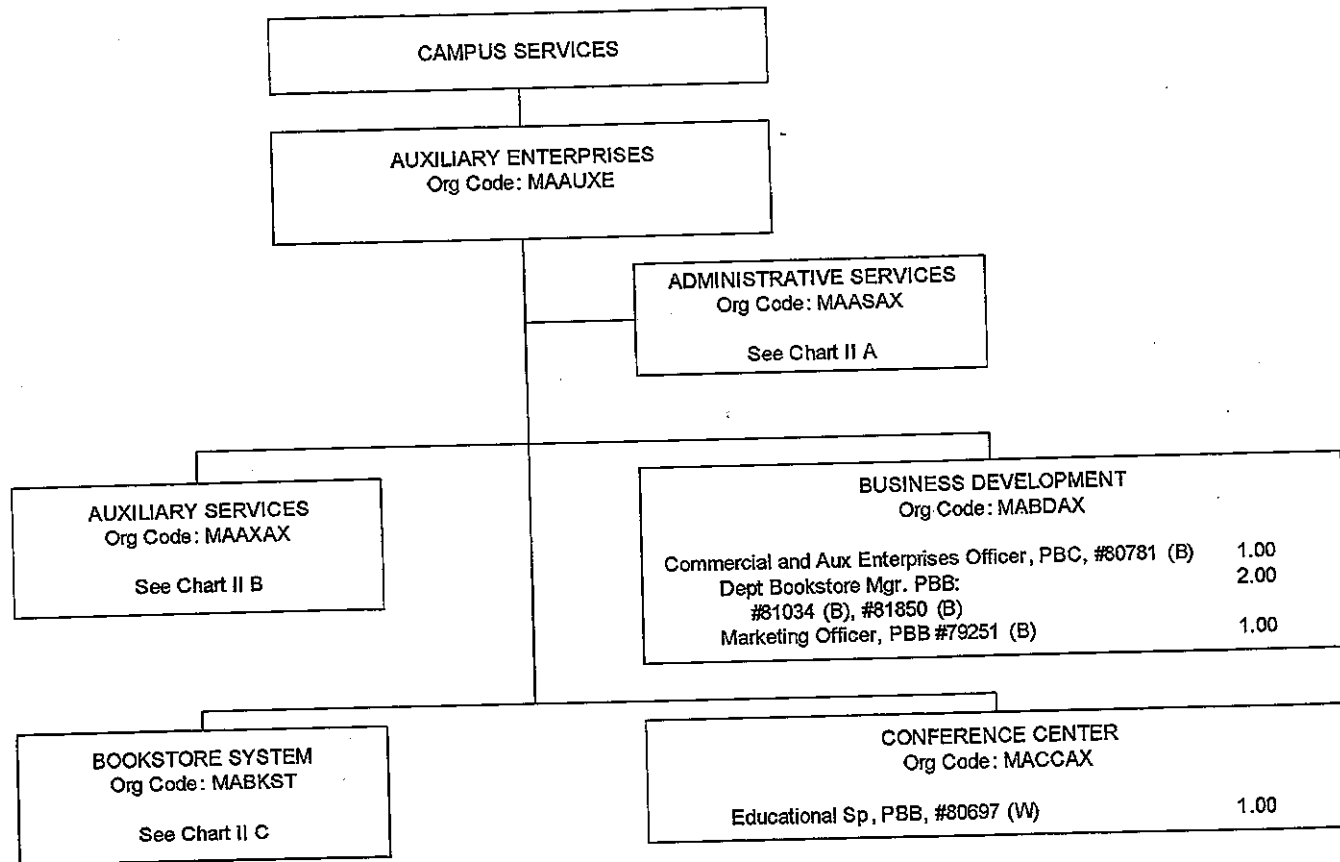 CAMPUS SERVICES
AUXILIARY ENTERPRISES
Org Code: MAAUXE
ADMINISTRATIVE SERVICES
Org Code: MAASAX
See Chart II A
AUXILIARY SERVICES
Org Code: MAAXAX
See Chart II B
BUSINESS DEVELOPMENT
Org Code: MABDAX
Commercial and Aux Enterprises Officer, PBC, #80781 (B) 1.00
Dept Bookstore Mgr. PBB: 2.00
#81034 (B), #81850 (B)
Marketing Officer, PBB #79251 (B) 1.00
BOOKSTORE SYSTEM
Org Code: MABKST
See Chart II C
CONFERENCE CENTER
Org Code: MACCAX
Educational Sp, PBB, #80697 (W) 1.00